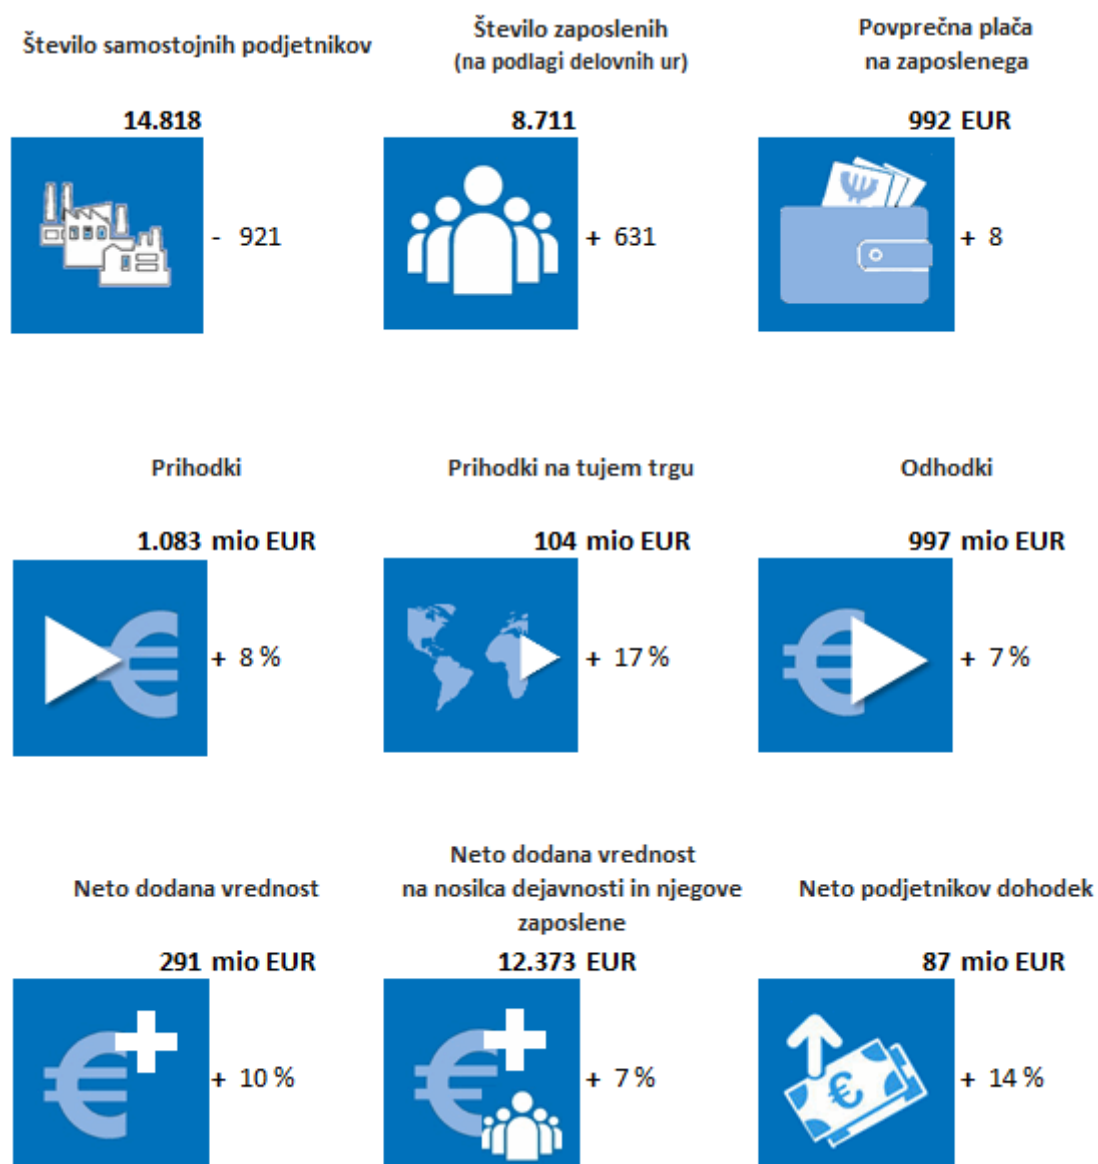 Število samostojnih podjetnikov
14.818
- 921
Število zaposlenih
(na podlagi delovnih ur)
8.711
+ 631
Povprečna plača
na zaposlenega
992 EUR
+ 8
Prihodki
1.083 mio EUR
+ 8 %
Prihodki na tujem trgu
104 mio EUR
+ 17 %
Odhodki
997 mio EUR
+ 7 %
Neto dodana vrednost
291 mio EUR
+ 10 %
Neto dodana vrednost
na nosilca dejavnosti in njegove
zaposlene
12.373 EUR
+ 7 %
Neto podjetnikov dohodek
87 mio EUR
+ 14 %